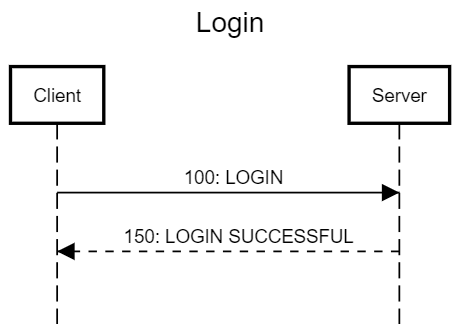 Login
Client
Server
100: LOGIN
150: LOGIN SUCCESSFUL